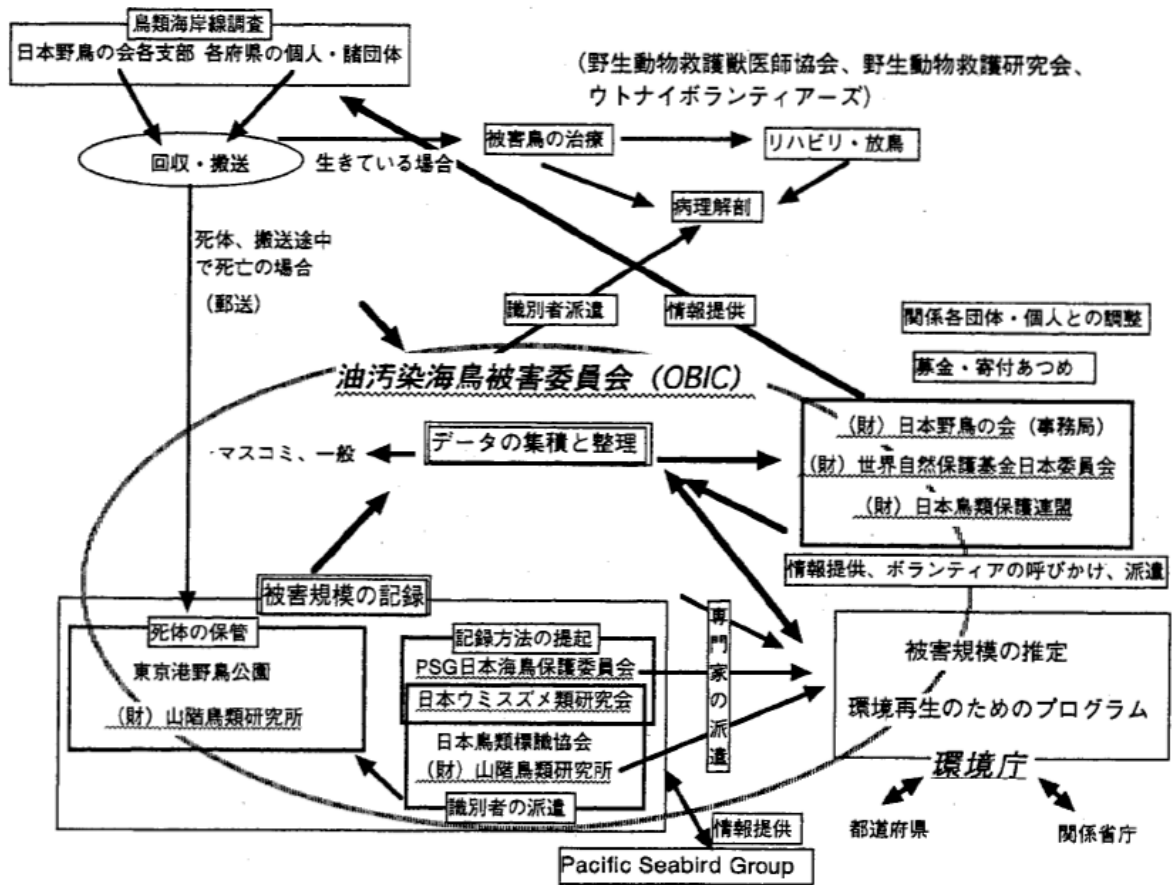 鳥類海岸線調査
日本野鳥の会各支部 各府県の個人・諸団体
(野生動物救護獣医師協会、野生動物救護研究会、
ウトナイボランティアーズ)
回収・搬送
生きている場合
被害鳥の治療
リハビリ・放鳥
病理解剖
死体、搬送途中
で死亡の場合
(郵送)
識別者派遣
情報提供
関係各団体・個人との調整
募金・寄付あつめ
油汚染海鳥被害委員会(OBIC)
マスコミ、一般
データの集積と整理
(財)日本野鳥の会(事務局)
(財)世界自然保護基金日本委員会
(財)日本鳥類保護連盟
情報提供、ボランティアの呼びかけ、派遣
被害規模の記録
死体の保管
東京港野鳥公園
(財)山階鳥類研究所
記録方法の提起
PSG日本海鳥保護委員会
日本ウミスズメ類研究会
日本鳥類標識協会
(財)山階鳥類研究所
識別者の派遣
専門家の派遣
被害規模の推定
環境再生のためのプログラム
環境庁
都道府県
関係省庁
情報提供
Pacific Seabird Group